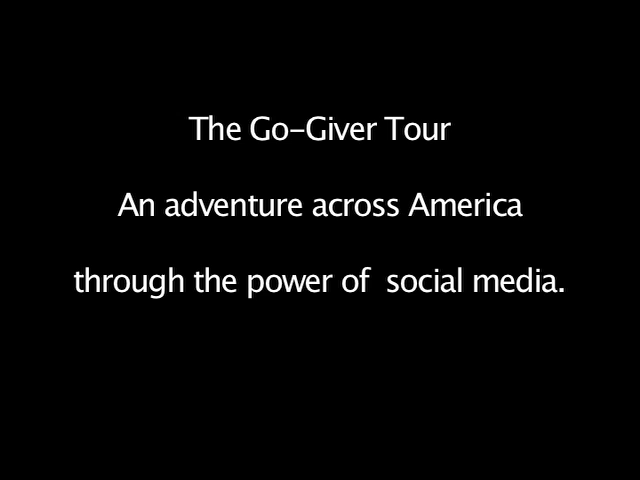 The Go-Giver Tour
An adventure across America
through the power of  social media.